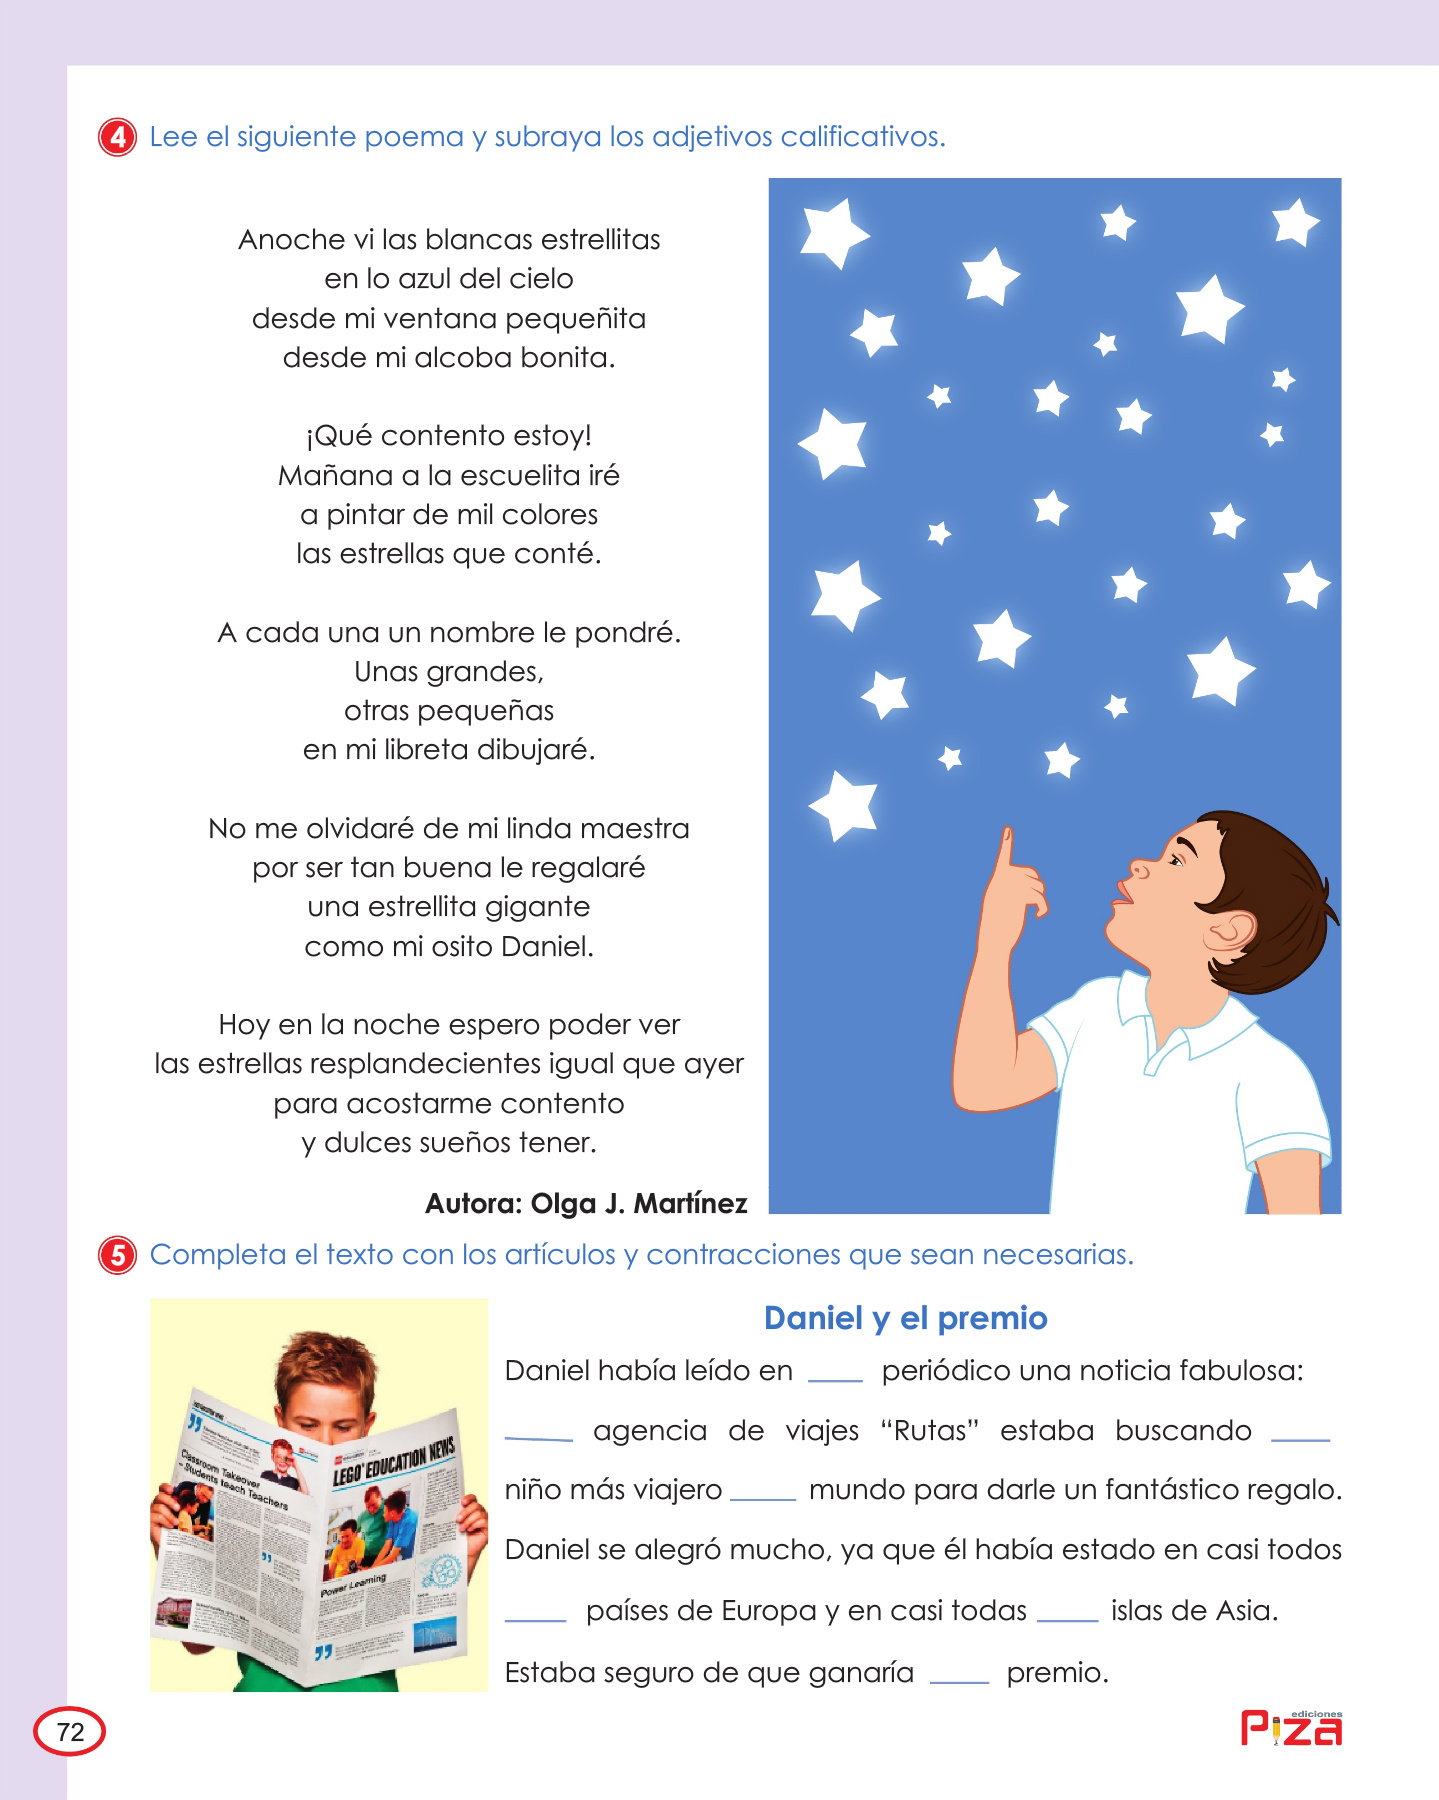 4 Lee el siguiente poema y subraya los adjetivos calificativos.
Anoche vi las blancas estrellitas
en lo azul del cielo
desde mi ventana pequeñita
desde mi alcoba bonita.
¡Qué contento estoy!
Mañana a la escuelita iré
a pintar de mil colores
las estrellas que conté.
A cada una un nombre le pondré.
Unas grandes,
otras pequeñas
en mi libreta dibujaré.
No me olvidaré de mi linda maestra
por ser tan buena le regalaré
una estrellita gigante
como mi osito Daniel.
Hoy en la noche espero poder ver
las estrellas resplandecientes igual que ayer
para acostarme contento
y dulces sueños tener.
Autora: Olga J. Martínez
5 Completa el texto con los artículos y contracciones que sean necesarias.
Daniel y el premio
Daniel había leído en ____ periódico una noticia fabulosa:
____ agencia de viajes “Rutas” estaba buscando ____
niño más viajero ____ mundo para darle un fantástico regalo.
Daniel se alegró mucho, ya que él había estado en casi todos
____ países de Europa y en casi todas ____ islas de Asia.
Estaba seguro de que ganaría ____ premio.
Classroom Takeover
- Students teach Teachers
LEGO EDUCATION NEWS
Power Learning
72
ediciones
Piza